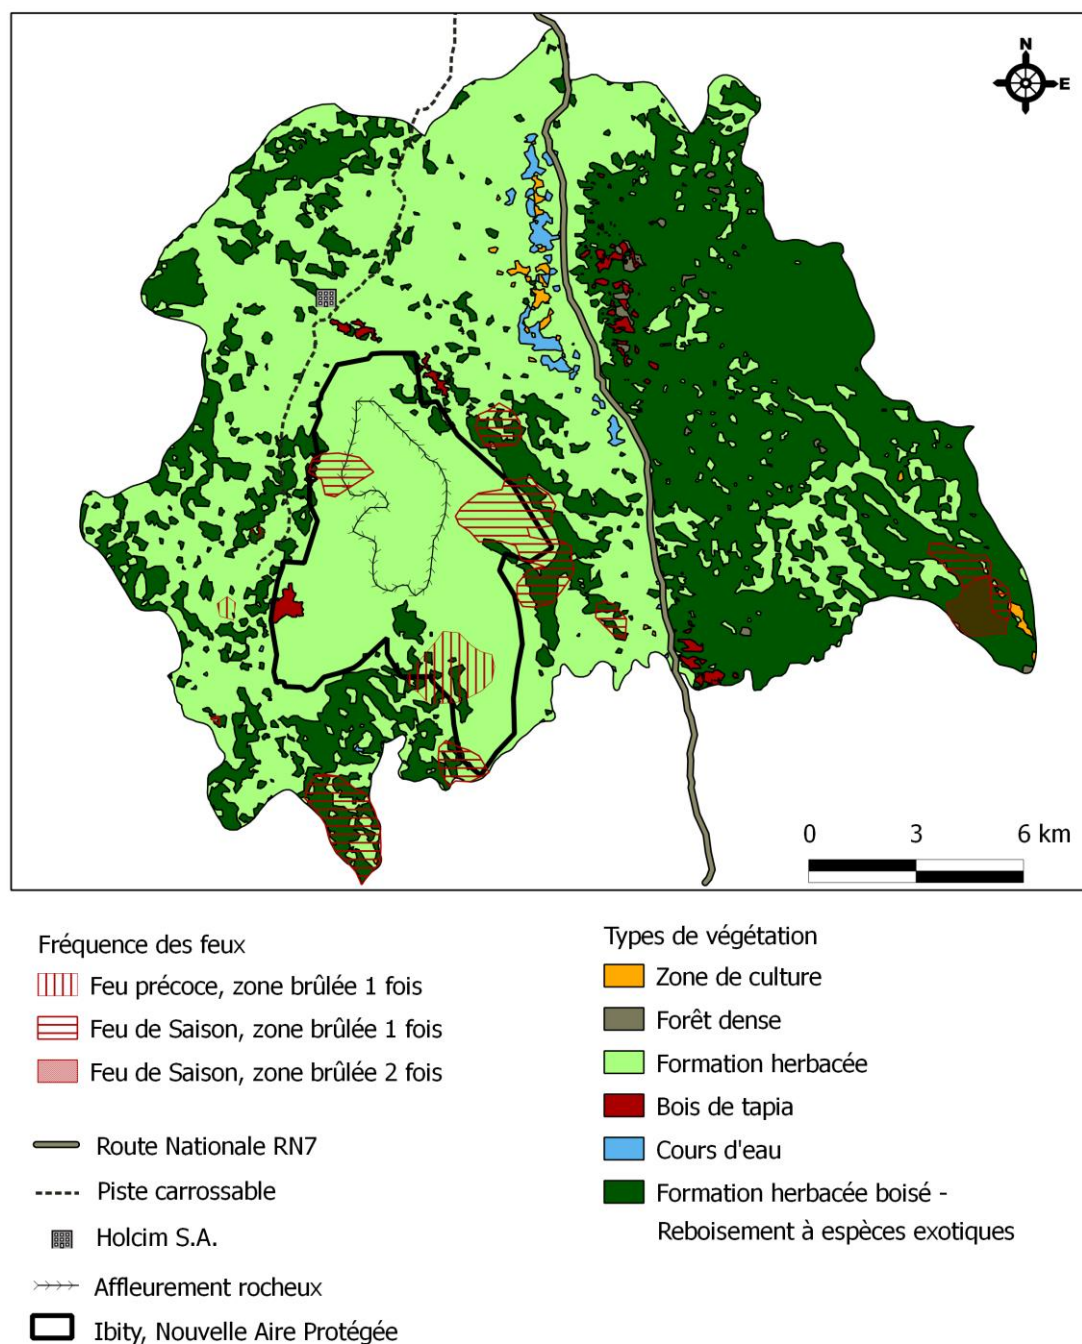 N
E
0 3 6 km
Fréquence des feux
Feu précoce, zone brûlée 1 fois
Feu de Saison, zone brûlée 1 fois
Feu de Saison, zone brûlée 2 fois
Route Nationale RN7
Piste carrossable
Holcim S.A.
Affleurement rocheux
Ibity, Nouvelle Aire Protégée
Types de végétation
Zone de culture
Forêt dense
Formation herbacée
Bois de tapia
Cours d'eau
Formation herbacée boisé -
Reboisement à espèces exotiques